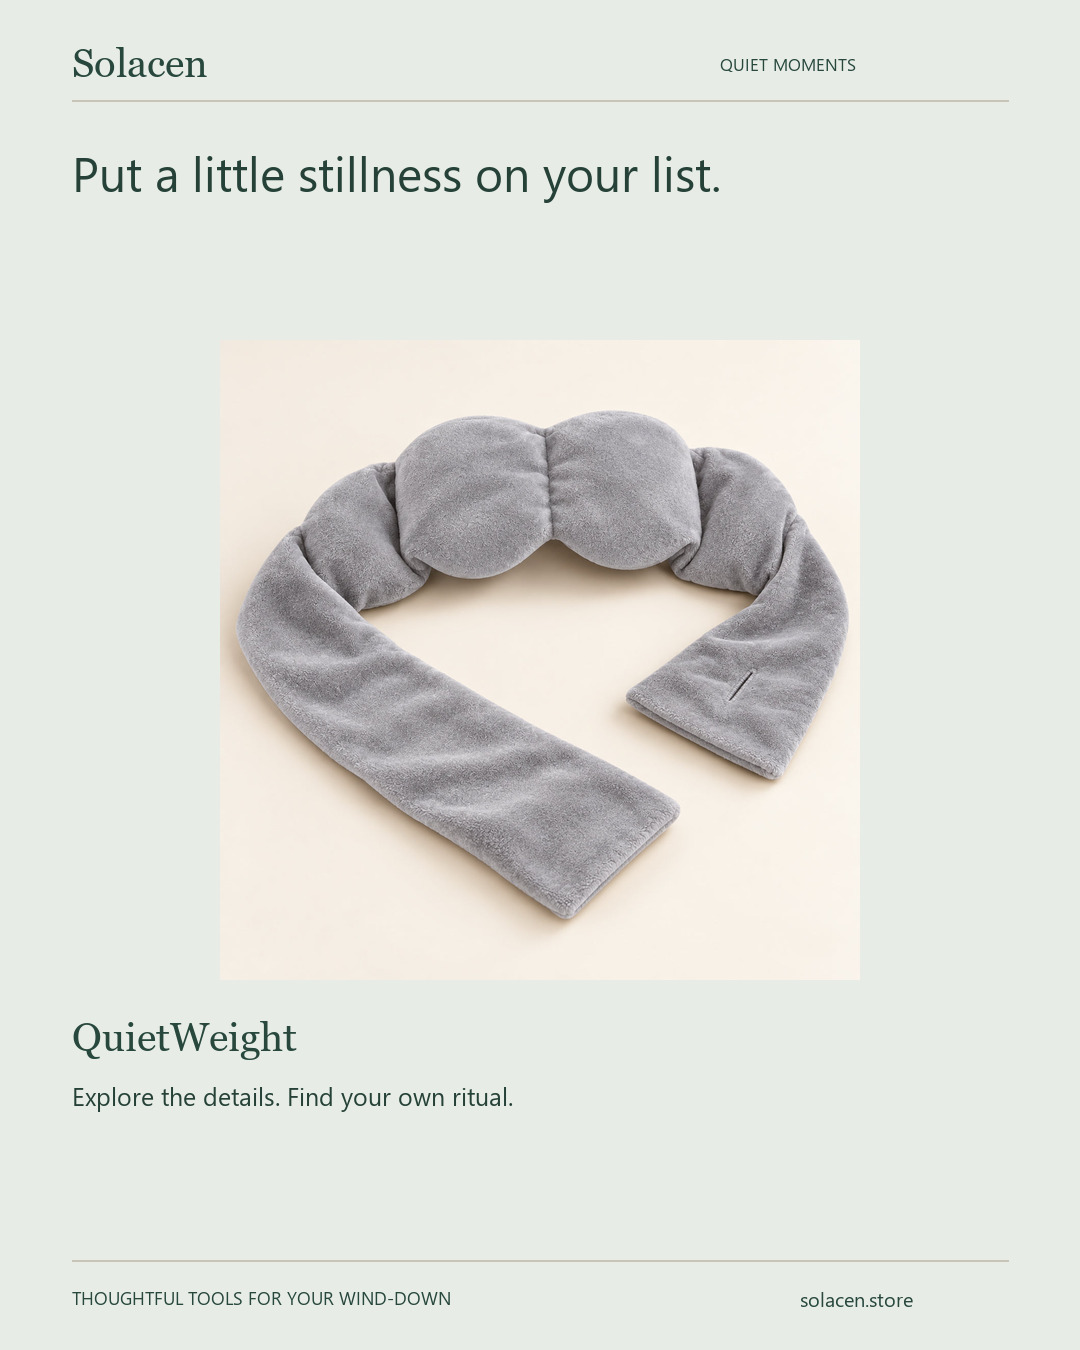 Solacen
QUIET MOMENTS
Put a little stillness on your list.
QuietWeight
Explore the details. Find your own ritual.
THOUGHTFUL TOOLS FOR YOUR WIND-DOWN
solacen.store